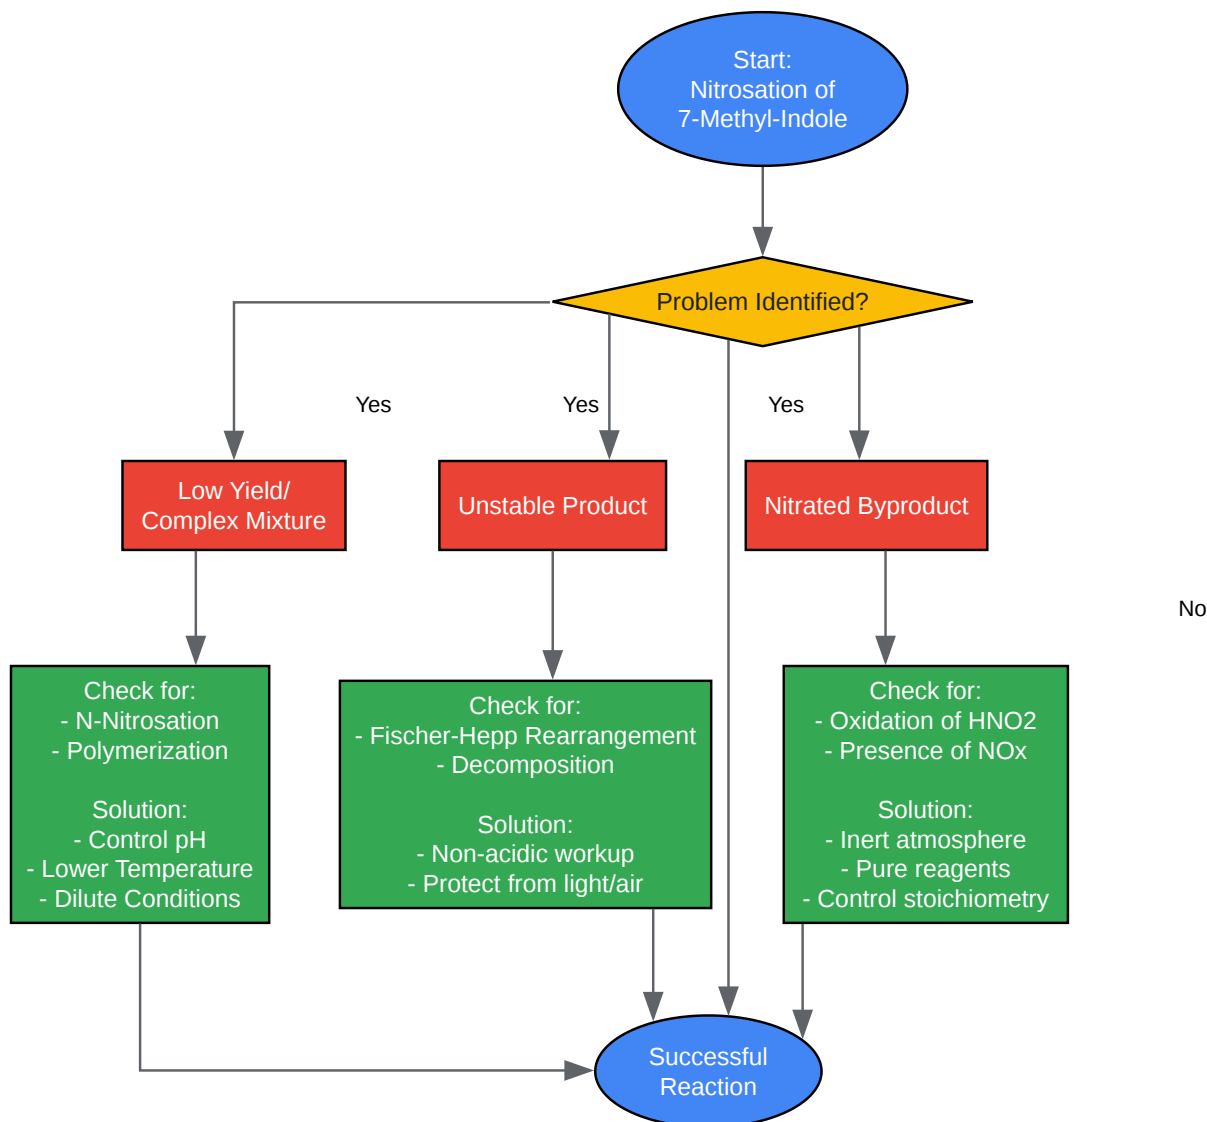 Start:
Nitrosation of
7-Methyl-Indole
Problem Identified?
Yes
Yes
Yes
Low Yield/
Complex Mixture
Unstable Product
Nitrated Byproduct
No
Check for:
- N-Nitrosation
- Polymerization
Solution:
- Control pH
- Lower Temperature
- Dilute Conditions
Check for:
- Fischer-Hepp Rearrangement
- Decomposition
Solution:
- Non-acidic workup
- Protect from light/air
Check for:
- Oxidation of HNO2
- Presence of NOx
Solution:
- Inert atmosphere
- Pure reagents
- Control stoichiometry
Successful
Reaction